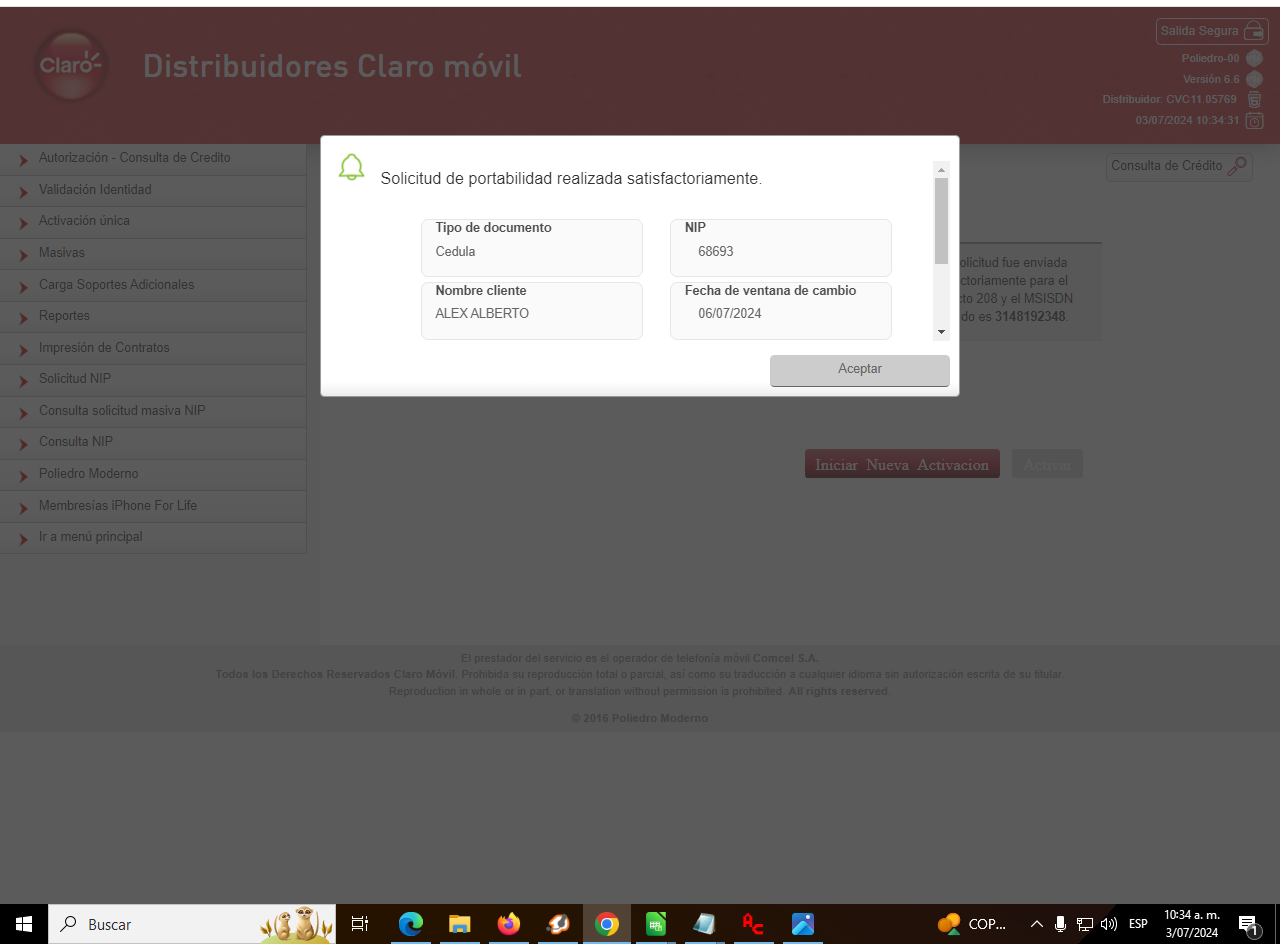 Claro
Distribuidores Claro móvil
Salida Segura
Poliedro-00
Versión 6.6
Distribuidor: CVC11.05769
03/07/2024 10:34:31
Autorización - Consulta de Credito
Validación Identidad
Activación única
Masivas
Carga Soportes Adicionales
Reportes
Impresión de Contratos
Solicitud NIP
Consulta solicitud masiva NIP
Consulta NIP
Poliedro Moderno
Membresías iPhone For Life
Ir a menú principal
Consulta de Crédito
Solicitud de portabilidad realizada satisfactoriamente.
Tipo de documento
Cedula
NIP
68693
Nombre cliente
ALEX ALBERTO
Fecha de ventana de cambio
06/07/2024
Aceptar
olicitud fue enviada
ctoriamente para el
cto 208 y el MSISDN
do es 3148192348.
Iniciar Nueva Activacion
Activar
El prestador del servicio es el operador de telefonía móvil Comcel S.A.
Todos los Derechos Reservados Claro Móvil. Prohibida su reproducción total o parcial, así como su traducción a cualquier idioma sin autorización escrita de su titular.
Reproduction in whole or in part, or translation without permission is prohibited. All rights reserved.
© 2016 Poliedro Moderno
Buscar
COP...
ESP
10:34 a. m.
3/07/2024
1